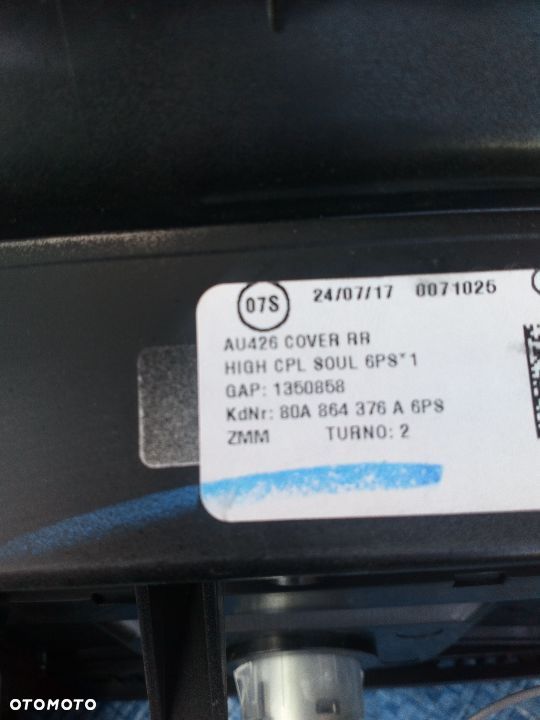 07S 24/07/17 0071025
AU426 COVER RR
HIGH CPL SOUL 6PS*1
GAP: 1350858
KdNr: 80A 864 376 A 6PS
ZMM TURNO: 2
OTOMOTO
OTOMOTO